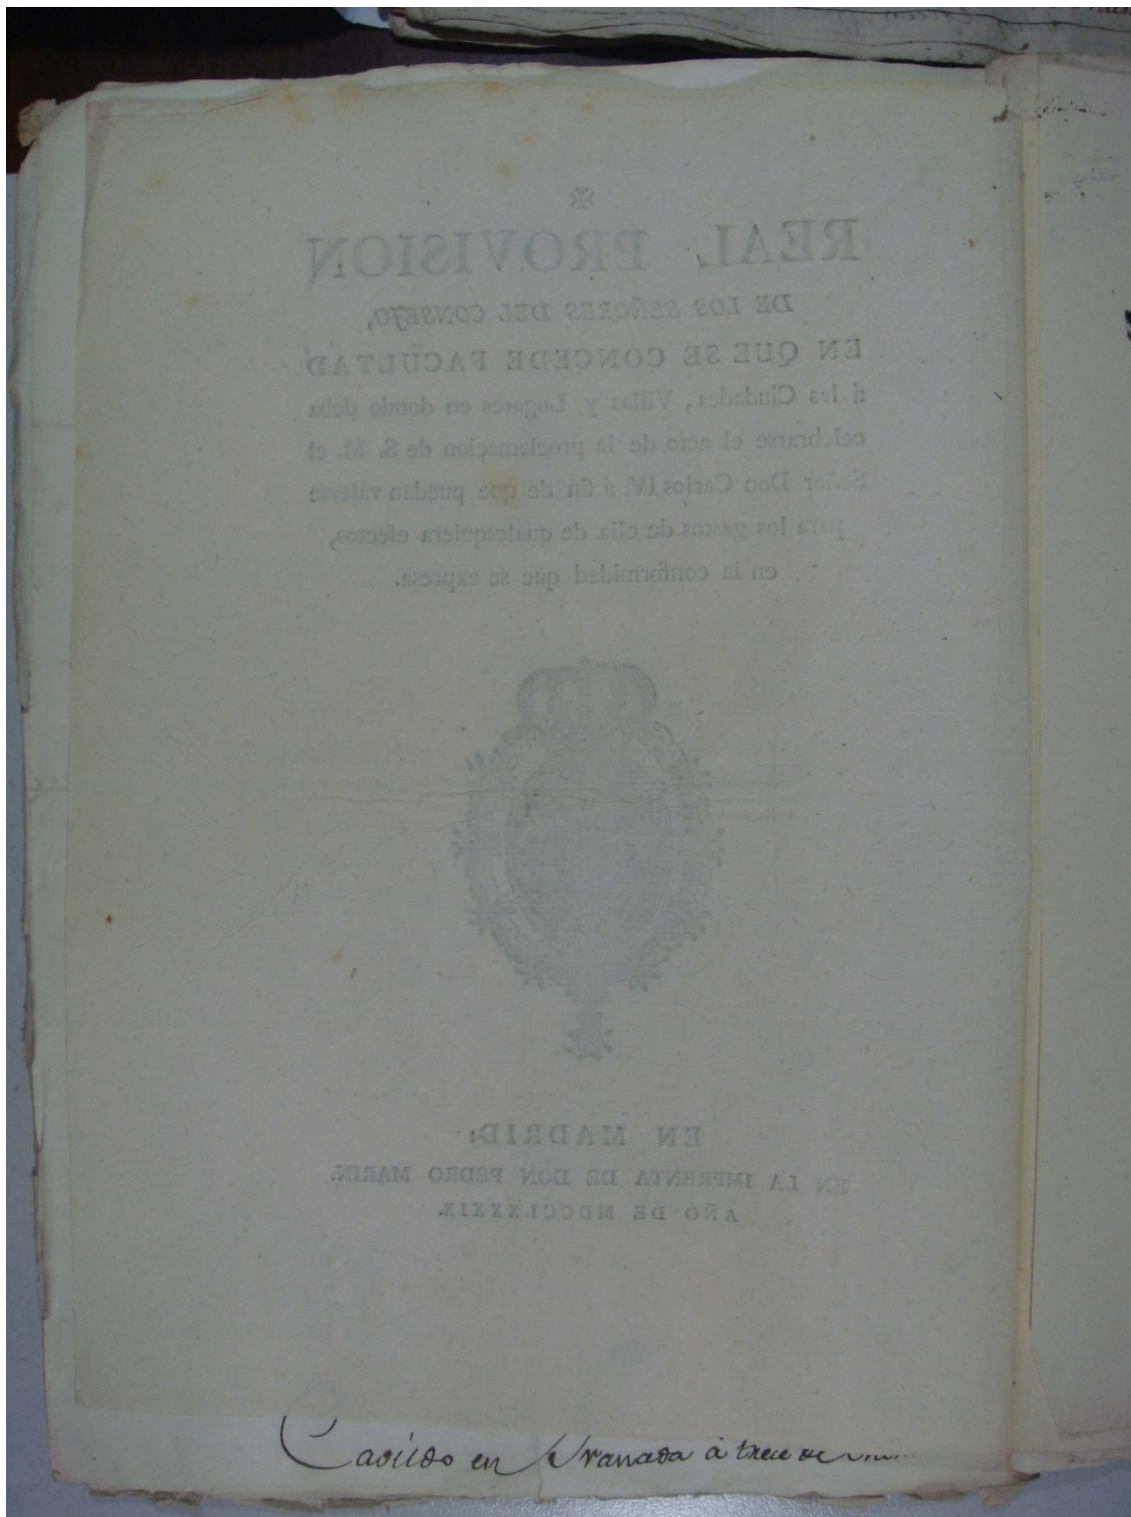 REAL PROVISION
DE LOS SEÑORES DEL CONSEJO,
EN QUE SE CONCEDE FACULTAD
á las Ciudades, Villas y Lugares en donde deba
celebrarse el acto de la proclamacion de S. M. el
Señor Don Carlos IV. á fin de que puedan valerse
para los gastos de ella de qualesquiera efectos,
en la conformidad que se expresa.
EN MADRID:
EN LA IMPRENTA DE DON PEDRO MARIN.
AÑO DE MDCCLXXXIX.
Cavildo en Granada á trece de